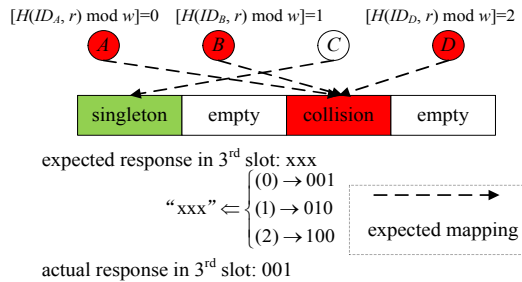 [H(ID_A, r) mod w]=0 [H(ID_B, r) mod w]=1 [H(ID_D, r) mod w]=2
A B C D
singleton empty collision empty
expected response in 3rd slot: xxx
(0) → 001
“xxx” ⇐ { (1) → 010
(2) → 100
expected mapping
actual response in 3rd slot: 001